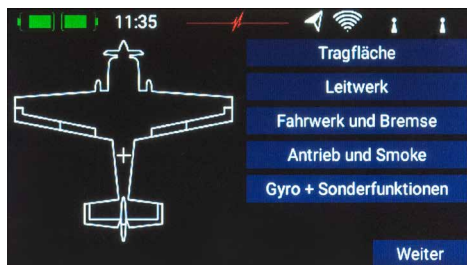 11:35
Tragfläche
Leitwerk
Fahrwerk und Bremse
Antrieb und Smoke
Gyro + Sonderfunktionen
Weiter